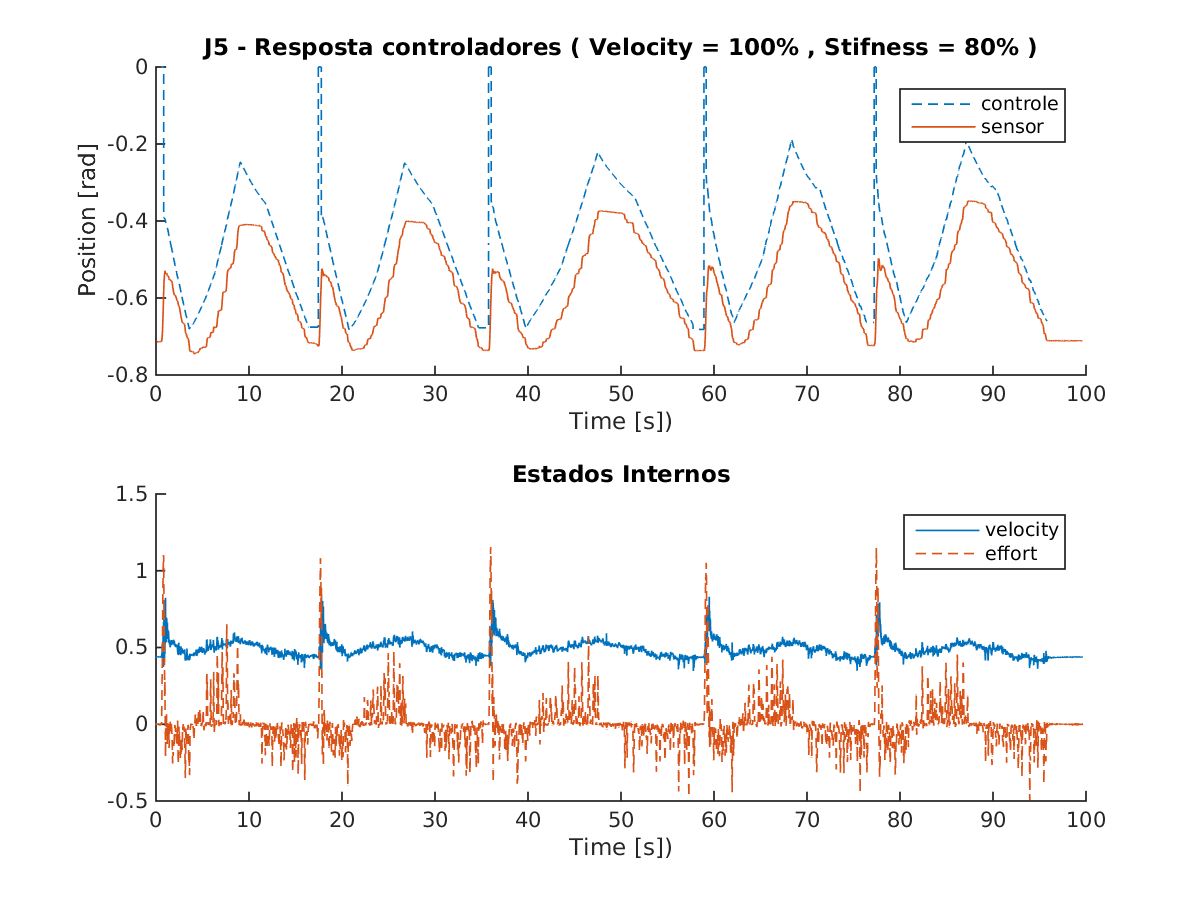 J5 - Resposta controladores ( Velocity = 100% , Stifness = 80% )
0
-0.2
-0.4
-0.6
-0.8
Position [rad]
controle
sensor
0 10 20 30 40 50 60 70 80 90 100
Time [s])
Estados Internos
1.5
1
0.5
0
-0.5
velocity
effort
0 10 20 30 40 50 60 70 80 90 100
Time [s])